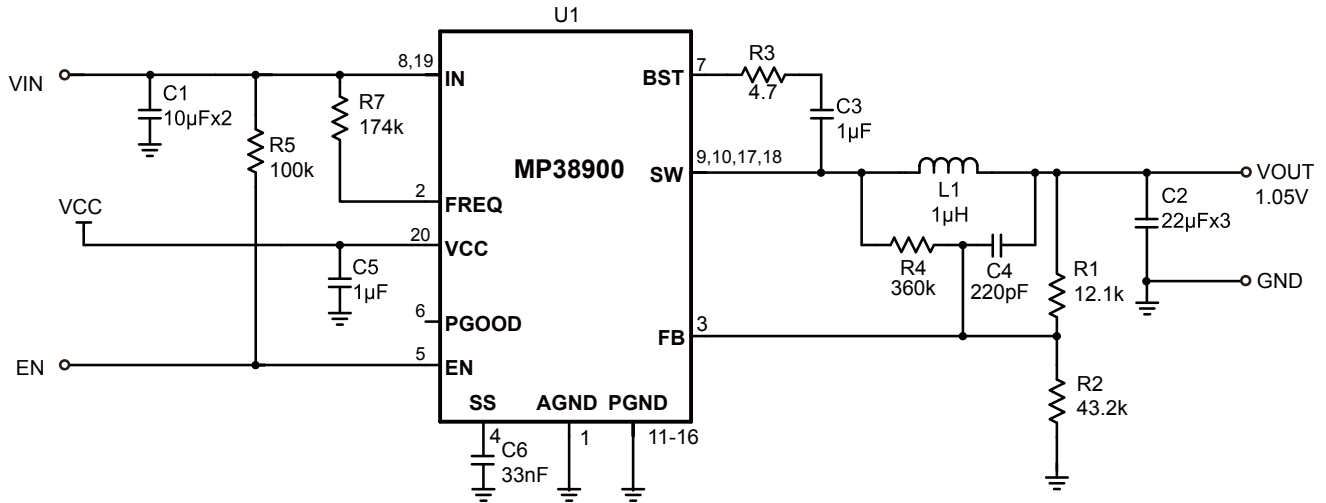 U1
VIN
C1
10µFx2
R5
100k
R7
174k
8,19
IN
2
FREQ
VCC
20
VCC
C5
1µF
6
PGOOD
EN
5
EN
MP38900
BST
7
R3
4.7
C3
1µF
SW
9,10,17,18
L1
1µH
R4
360k
C4
220pF
R1
12.1k
C2
22µFx3
VOUT
1.05V
GND
FB
3
R2
43.2k
SS
AGND
PGND
4
1
11-16
C6
33nF